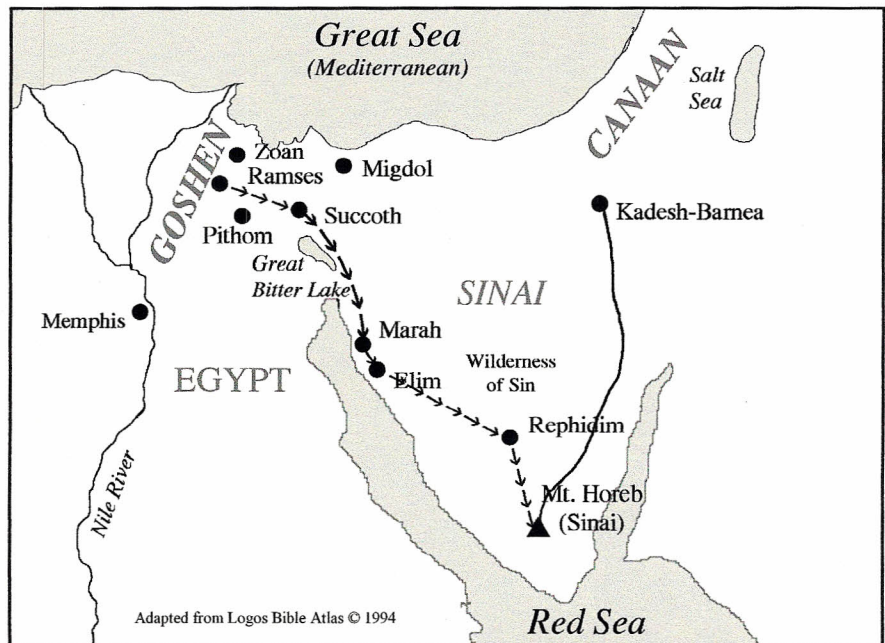 Great Sea
(Mediterranean)
CANAAN
Salt
Sea
GOSHEN
Zoan
Ramses
Migdol
Kadesh-Barnea
Succoth
Pithom
Great
Bitter Lake
SINAI
Memphis
Marah
EGYPT
Elim
Wilderness
of Sin
Rephidim
Nile River
Mt. Horeb
(Sinai)
Adapted from Logos Bible Atlas © 1994
Red Sea